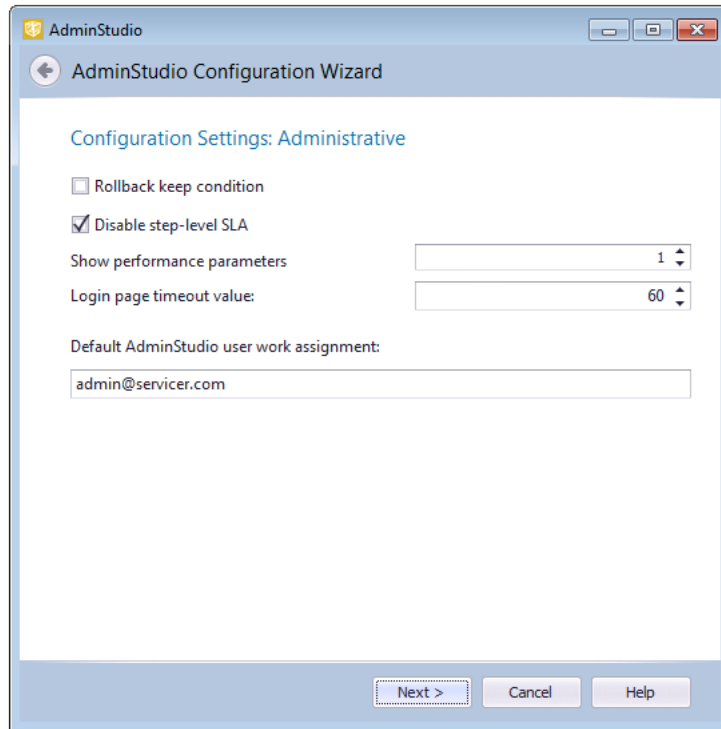 AdminStudio
AdminStudio Configuration Wizard
Configuration Settings: Administrative
Rollback keep condition
Disable step-level SLA
Show performance parameters 1
Login page timeout value: 60
Default AdminStudio user work assignment:
admin@servicer.com
Next > Cancel Help